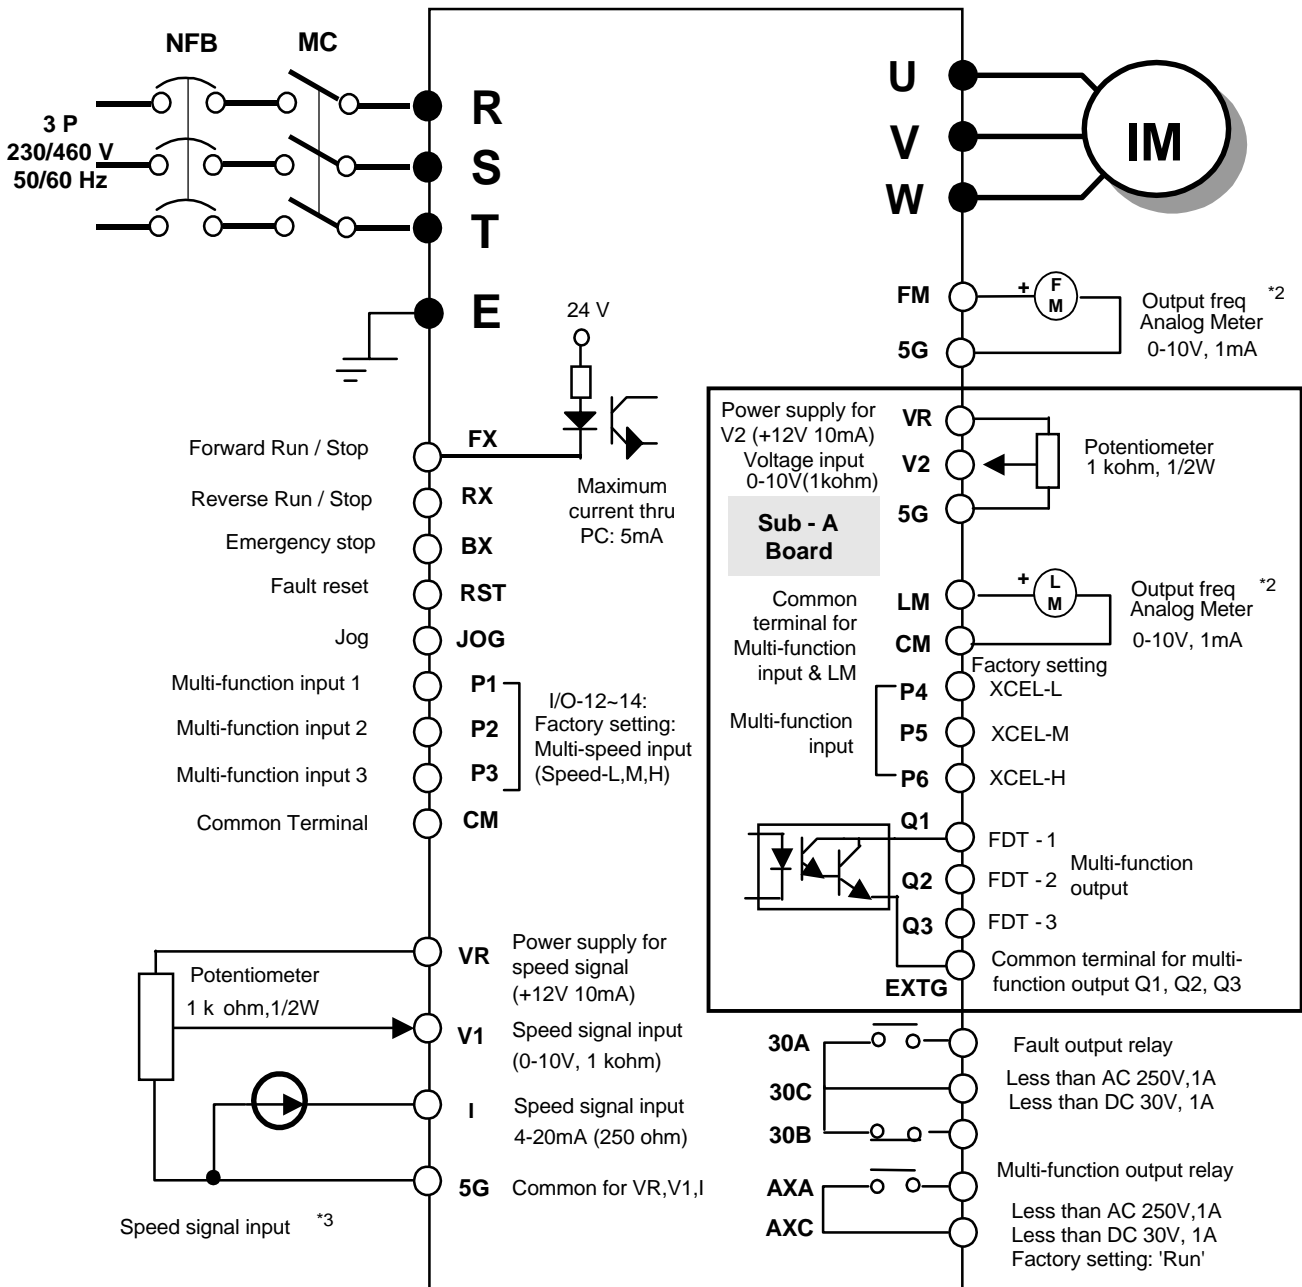 NFB
MC
3 P
230/460 V
50/60 Hz
R
S
T
E
U
V
W
IM
24 V
FX
Forward Run / Stop
Maximum
current thru
PC: 5mA
Reverse Run / Stop
RX
Emergency stop
BX
Fault reset
RST
Jog
JOG
Multi-function input 1
P1
Multi-function input 2
P2
Multi-function input 3
P3
I/O-12~14:
Factory setting:
Multi-speed input
(Speed-L,M,H)
Common Terminal
CM
Potentiometer
1 k ohm,1/2W
VR
Power supply for
speed signal
(+12V 10mA)
V1
Speed signal input
(0-10V, 1 kohm)
I
Speed signal input
4-20mA (250 ohm)
5G
Common for VR,V1,I
Speed signal input *3
FM
+
F
M
Output freq *2
Analog Meter
0-10V, 1mA
5G
Power supply for
V2 (+12V 10mA)
VR
Voltage input
0-10V(1kohm)
V2
Potentiometer
1 kohm, 1/2W
5G
Sub - A
Board
LM
+
L
M
Output freq *2
Analog Meter
0-10V, 1mA
Common
terminal for
Multi-function
input & LM
CM
Factory setting
P4
XCEL-L
Multi-function
input
P5
XCEL-M
P6
XCEL-H
Q1
FDT - 1
Q2
FDT - 2
Multi-function
output
Q3
FDT - 3
EXTG
Common terminal for multi-
function output Q1, Q2, Q3
30A
Fault output relay
30C
Less than AC 250V,1A
Less than DC 30V, 1A
30B
AXA
Multi-function output relay
AXC
Less than AC 250V,1A
Less than DC 30V, 1A
Factory setting: 'Run'